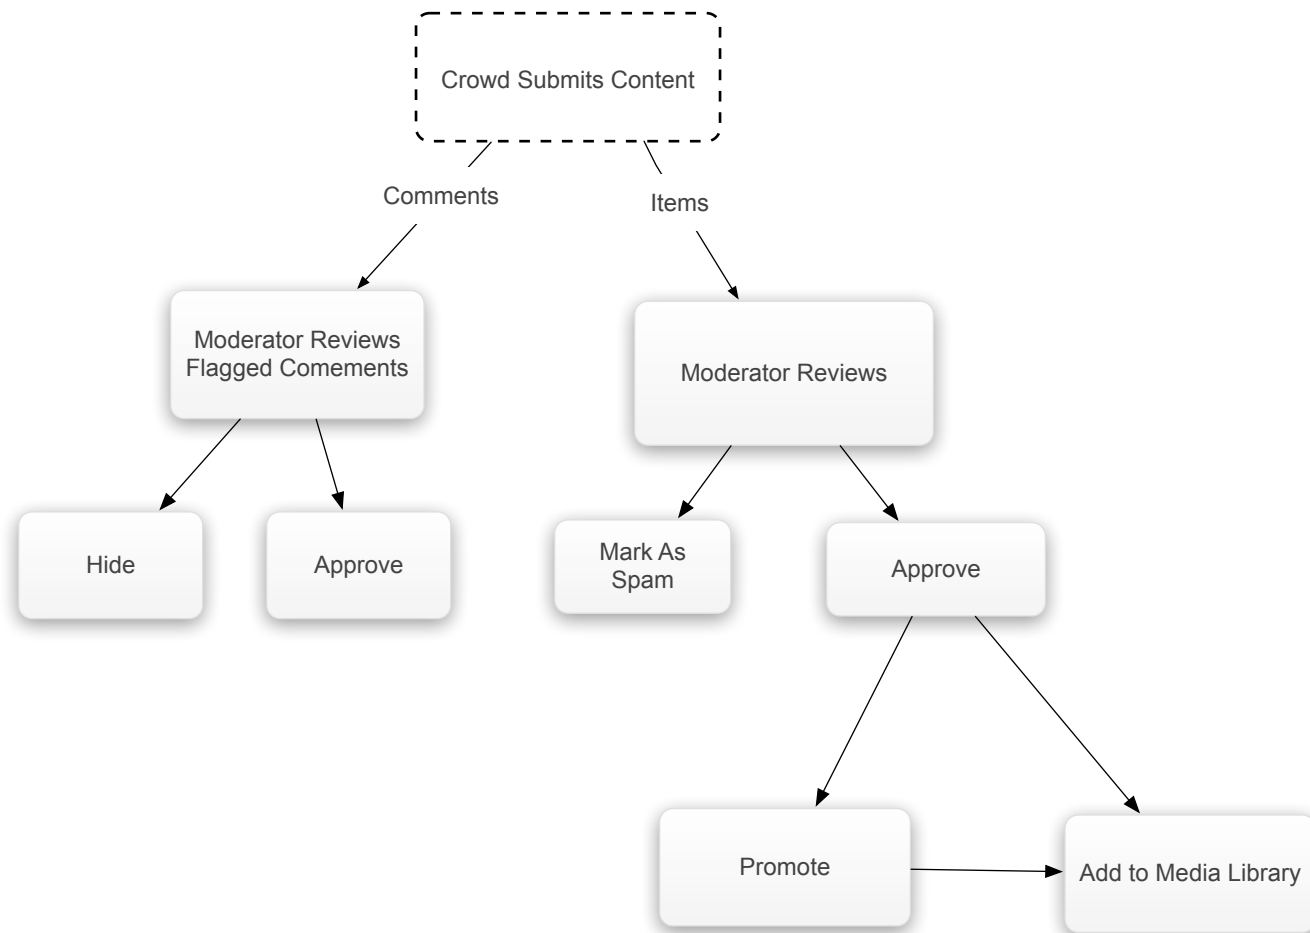 Crowd Submits Content
Comments
Items
Moderator Reviews
Flagged Comements
Moderator Reviews
Hide
Approve
Mark As
Spam
Approve
Promote
Add to Media Library